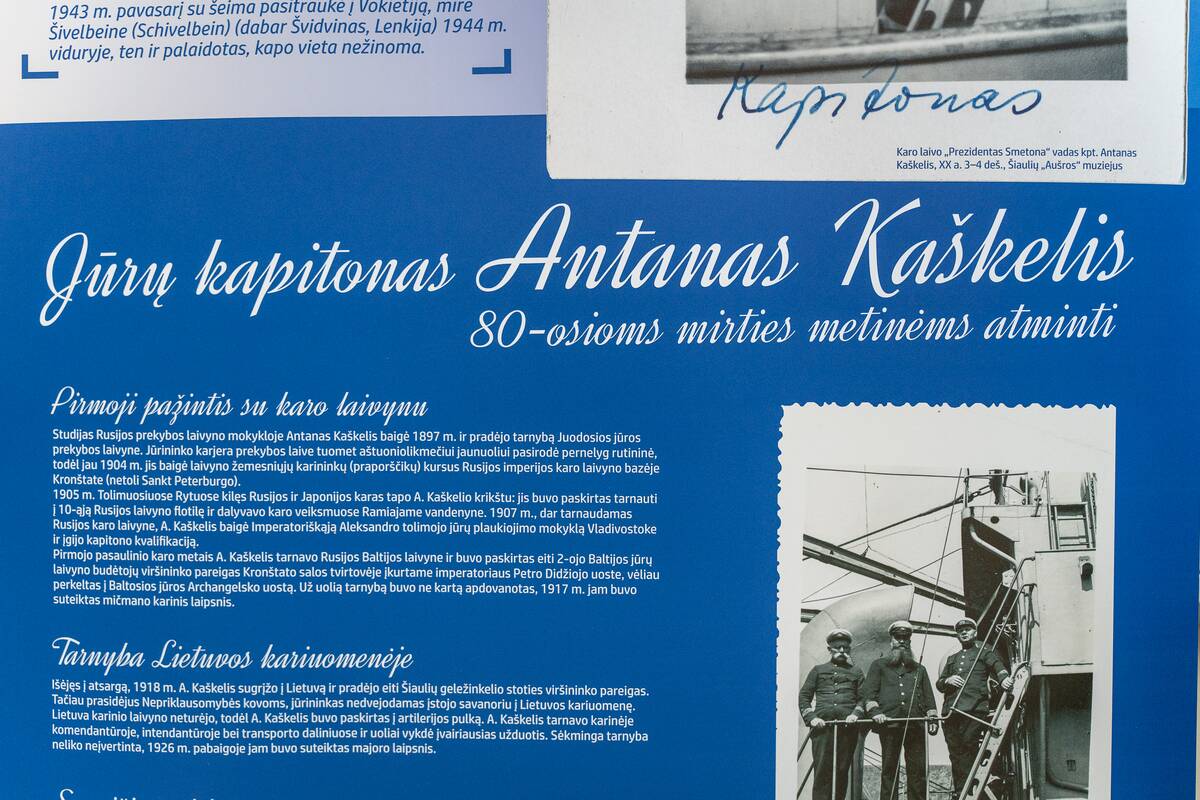 1943 m. pavasarį su šeima pasitraukė į Vokietiją, mirė
Šivelbeine (Schivelbein) (dabar Švidvinas, Lenkija) 1944 m.
viduryje, ten ir palaidotas, kapo vieta nežinoma.
Kapitonas
Karo laivo „Prezidentas Smetona“ vadas kpt. Antanas
Kaškelis, XX a. 3–4 deš., Šiaulių „Aušros“ muziejus
Jūrų kapitonas Antanas Kaškelis
80-osioms mirties metinėms atminti
Pirmoji pažintis su karo laivynu
Studijas Rusijos prekybos laivyno mokykloje Antanas Kaškelis baigė 1897 m. ir pradėjo tarnybą Juodosios jūros
prekybos laivyne. Jūrininko karjera prekybos laive tuomet aštuoniolikmečiui jaunuoliui pasirodė pernelyg rutininė,
todėl jau 1904 m. jis baigė laivyno žemesniųjų karininkų (praporščikų) kursus Rusijos imperijos karo laivyno bazėje
Kronštate (netoli Sankt Peterburgo).
1905 m. Tolimuosiuose Rytuose kilęs Rusijos ir Japonijos karas tapo A. Kaškelio krikštu: jis buvo paskirtas tarnauti
į 10-ąją Rusijos laivyno flotilę ir dalyvavo karo veiksmuose Ramiajame vandenyne. 1907 m., dar tarnaudamas
Rusijos karo laivyne, A. Kaškelis baigė Imperatoriškąją Aleksandro tolimojo jūrų plaukiojimo mokyklą Vladivostoke
ir įgijo kapitono kvalifikaciją.
Pirmojo pasaulinio karo metais A. Kaškelis tarnavo Rusijos Baltijos laivyne ir buvo paskirtas eiti 2-ojo Baltijos jūrų
laivyno budėtojų viršininko pareigas Kronštato salos tvirtovėje įkurtame imperatoriaus Petro Didžiojo uoste, vėliau
perkeltas į Baltosios jūros Archangelsko uostą. Už uolią tarnybą buvo ne kartą apdovanotas, 1917 m. jam buvo
suteiktas mičmano karinis laipsnis.
Tarnyba Lietuvos kariuomenėje
Išėjęs į atsargą, 1918 m. A. Kaškelis sugrįžo į Lietuvą ir pradėjo eiti Šiaulių geležinkelio stoties viršininko pareigas.
Tačiau prasidėjus Nepriklausomybės kovoms, jūrininkas nedvejodamas įstojo savanoriu į Lietuvos kariuomenę.
Lietuva karinio laivyno neturėjo, todėl A. Kaškelis buvo paskirtas į artilerijos pulką. A. Kaškelis tarnavo karinėje
komendantūroje, intendantūroje bei transporto daliniuose ir uoliai vykdė įvairiausias užduotis. Sėkminga tarnyba
neliko neįvertinta, 1926 m. pabaigoje jam buvo suteiktas majoro laipsnis.